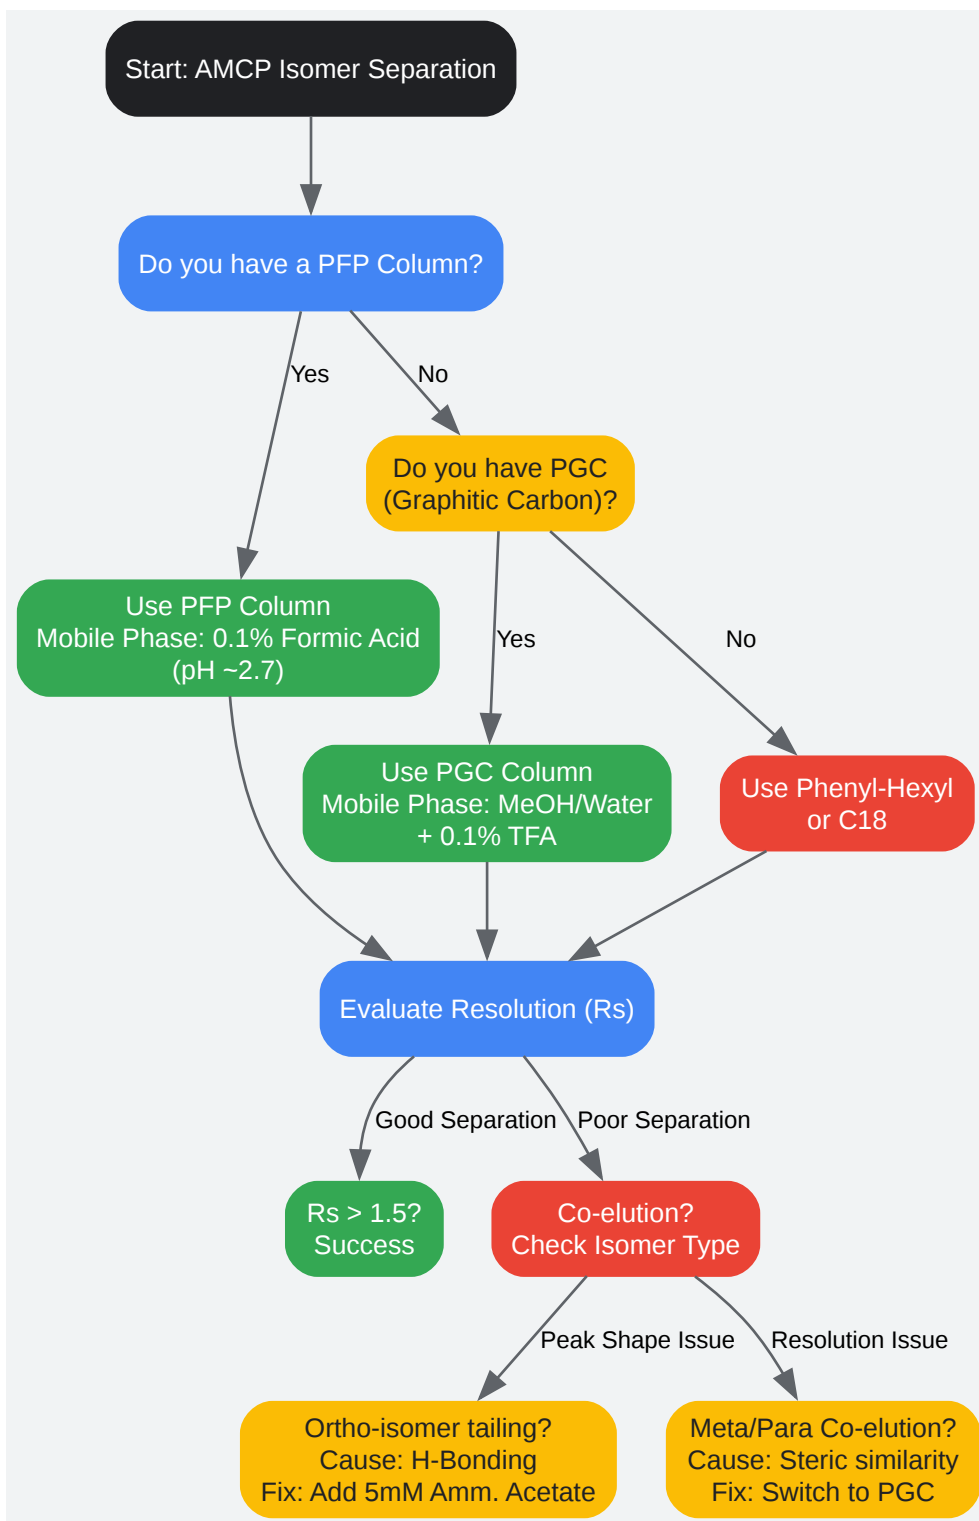 Start: AMCP Isomer Separation
Do you have a PFP Column?
Yes
No
Do you have PGC
(Graphitic Carbon)?
Use PFP Column
Mobile Phase: 0.1% Formic Acid
(pH ~2.7)
Yes
No
Use PGC Column
Mobile Phase: MeOH/Water
+ 0.1% TFA
Use Phenyl-Hexyl
or C18
Evaluate Resolution (Rs)
Good Separation
Poor Separation
Rs > 1.5?
Success
Co-elution?
Check Isomer Type
Peak Shape Issue
Resolution Issue
Ortho-isomer tailing?
Cause: H-Bonding
Fix: Add 5mM Amm. Acetate
Meta/Para Co-elution?
Cause: Steric similarity
Fix: Switch to PGC